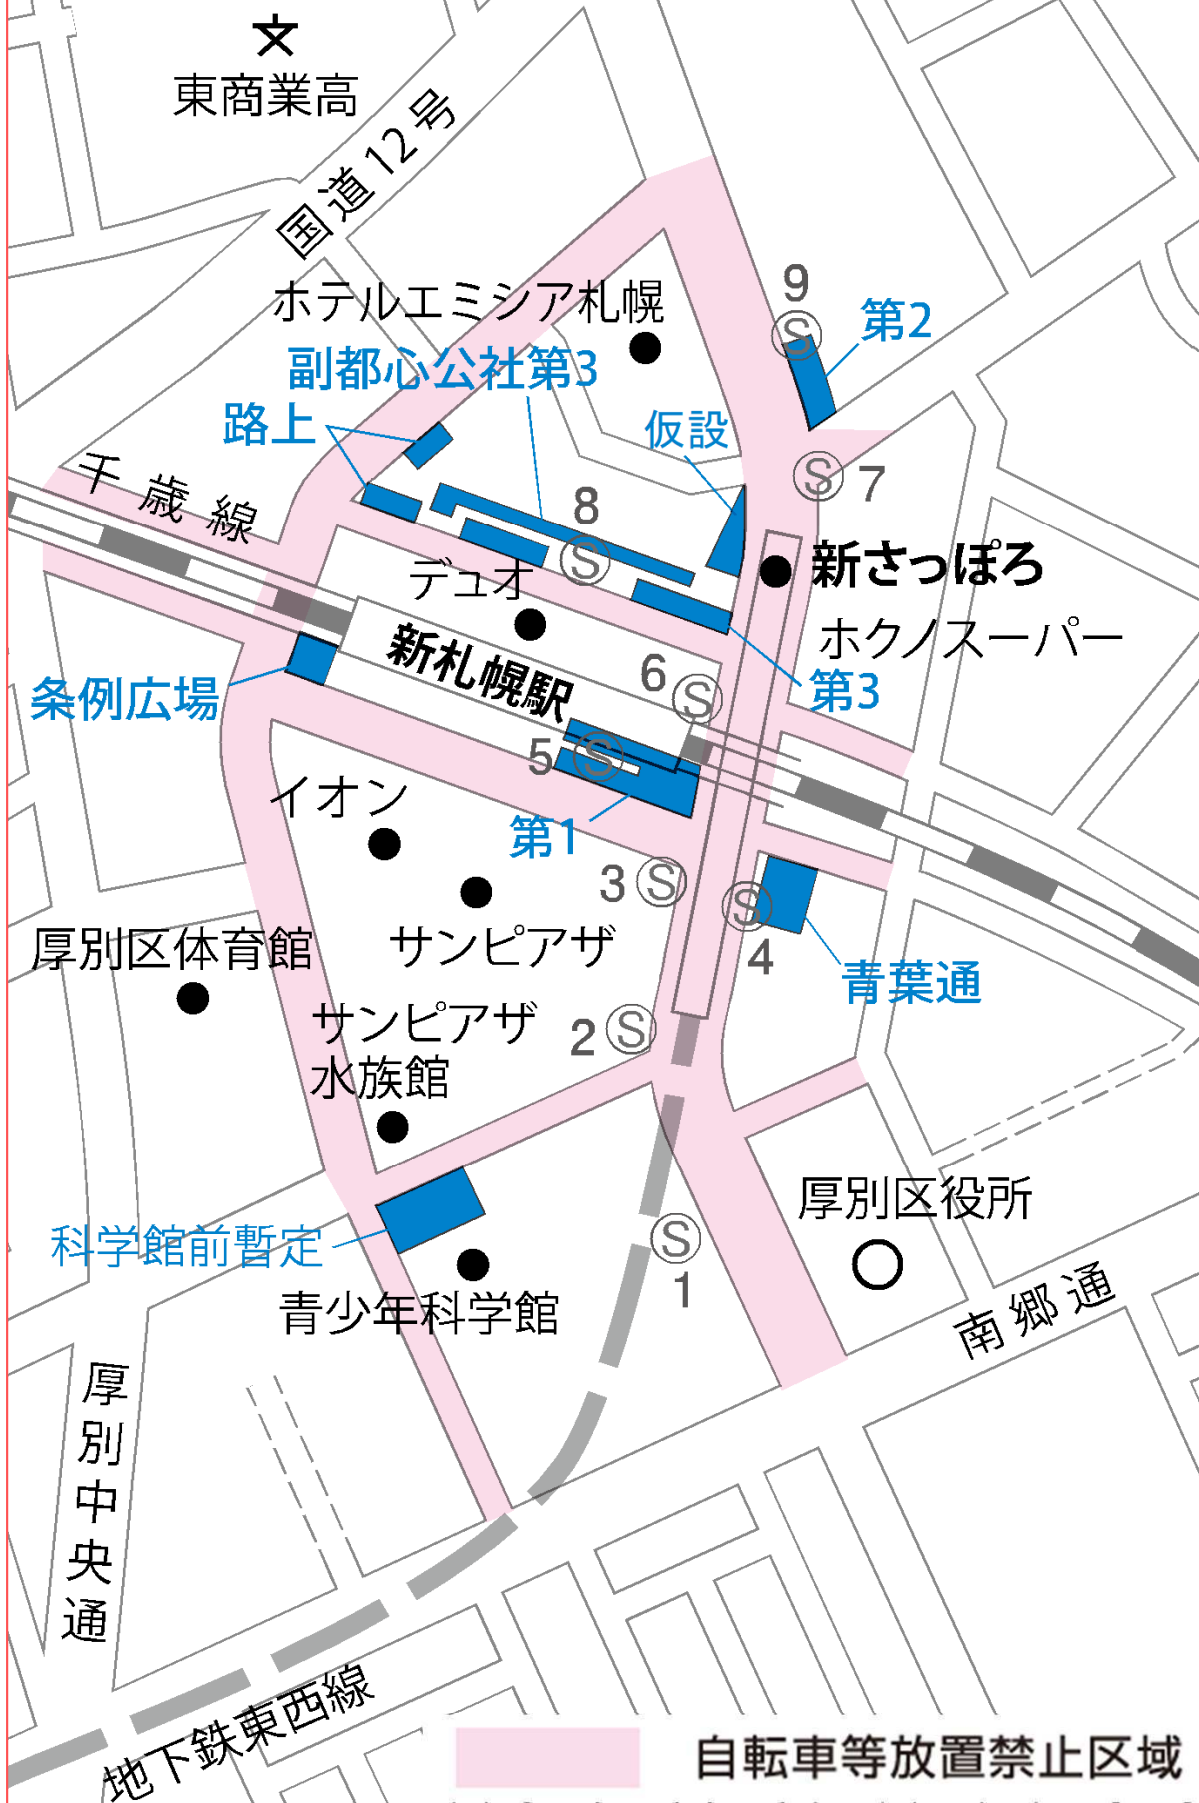 東商業高
国道12号
ホテルエミシア札幌
9
S
第2
副都心公社第3
路上
仮設
千歳線
8
S
S
7
デュオ
新さっぽろ
ホクノスーパー
新札幌駅
6
S
第3
条例広場
5
S
イオン
第1
3
S
S
4
サンピアザ
厚別区体育館
青葉通
サンピアザ
水族館
2
S
厚別区役所
科学館前暫定
S
1
青少年科学館
南郷通
厚別中央通
地下鉄東西線
自転車等放置禁止区域